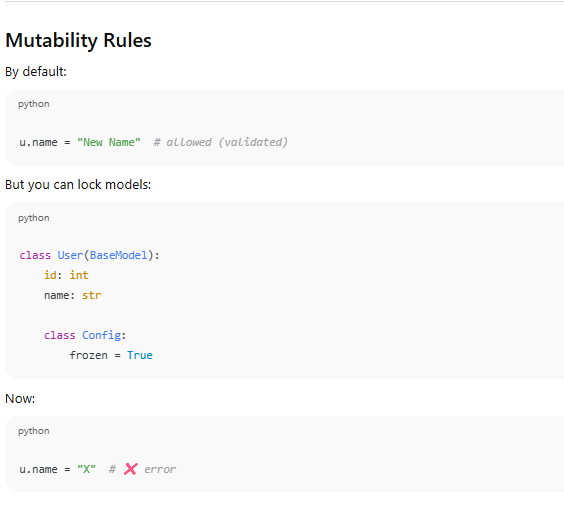 Mutability Rules
By default:
python
u.name = "New Name"  # allowed (validated)
But you can lock models:
python
class User(BaseModel):
    id: int
    name: str
    class Config:
        frozen = True
Now:
python
u.name = "X"  # ❌ error